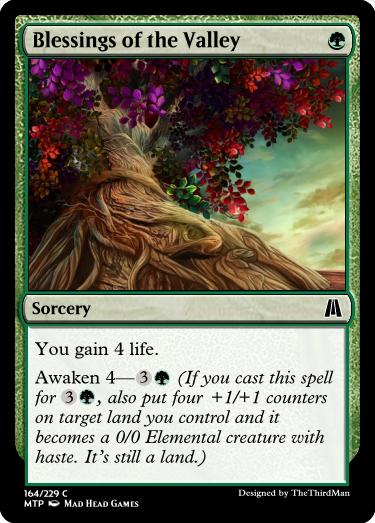 Blessings of the Valley
Sorcery
You gain 4 life.
Awaken 4—3 (If you cast this spell
for 3, also put four +1/+1 counters
on target land you control and it
becomes a 0/0 Elemental creature with
haste. It's still a land.)
164/229 C
MTP Mad Head Games
Designed by TheThirdMan